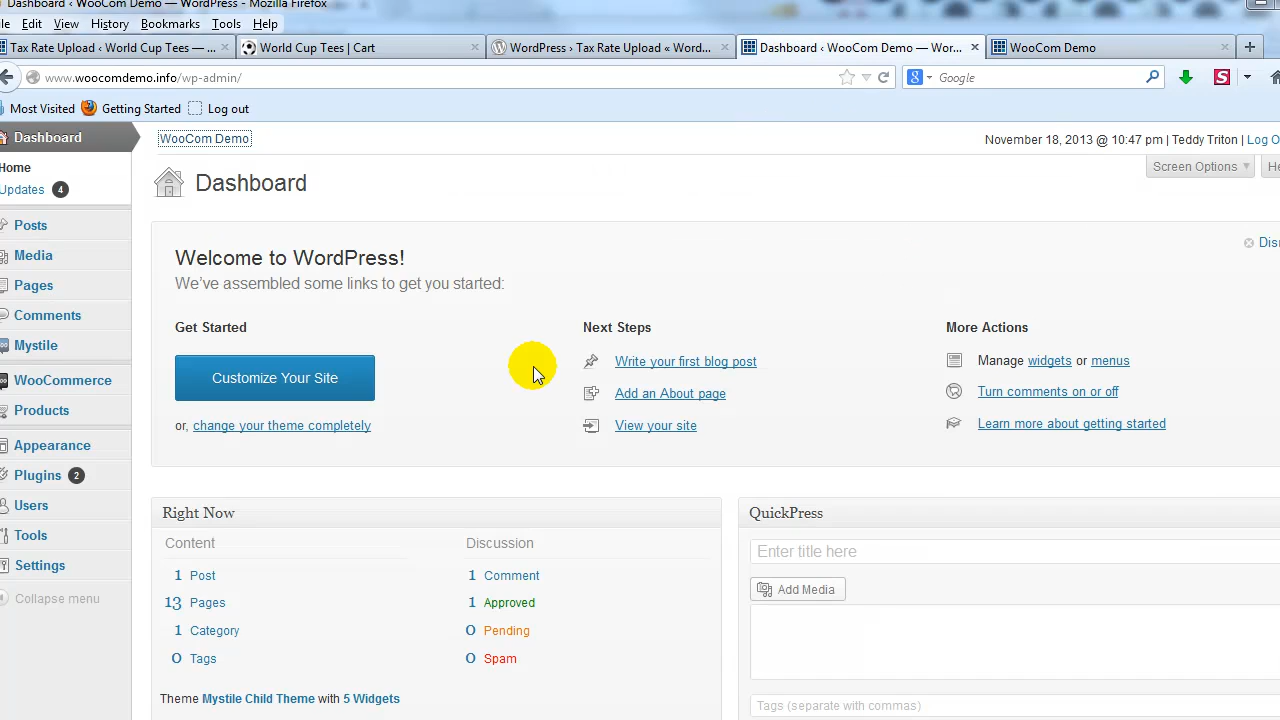 Dashboard ‹ WooCom Demo — WordPress - Mozilla Firefox
Edit View History Bookmarks Tools Help
Tax Rate Upload ‹ World Cup Tees — ... World Cup Tees | Cart WordPress › Tax Rate Upload « Word... Dashboard ‹ WooCom Demo — Wor... WooCom Demo
www.woocomdemo.info/wp-admin/ Google
Most Visited Getting Started Log out
Dashboard
Home
Updates 4
Posts
Media
Pages
Comments
Mystile
WooCommerce
Products
Appearance
Plugins 2
Users
Tools
Settings
Collapse menu
WooCom Demo November 18, 2013 @ 10:47 pm | Teddy Triton | Log O
Screen Options He
Dashboard
Welcome to WordPress! Dis
We've assembled some links to get you started:
Get Started
Customize Your Site
or, change your theme completely
Next Steps
Write your first blog post
Add an About page
View your site
More Actions
Manage widgets or menus
Turn comments on or off
Learn more about getting started
Right Now
Content
1 Post
13 Pages
1 Category
0 Tags
Discussion
1 Comment
1 Approved
0 Pending
0 Spam
Theme Mystile Child Theme with 5 Widgets
QuickPress
Enter title here
Add Media
Tags (separate with commas)